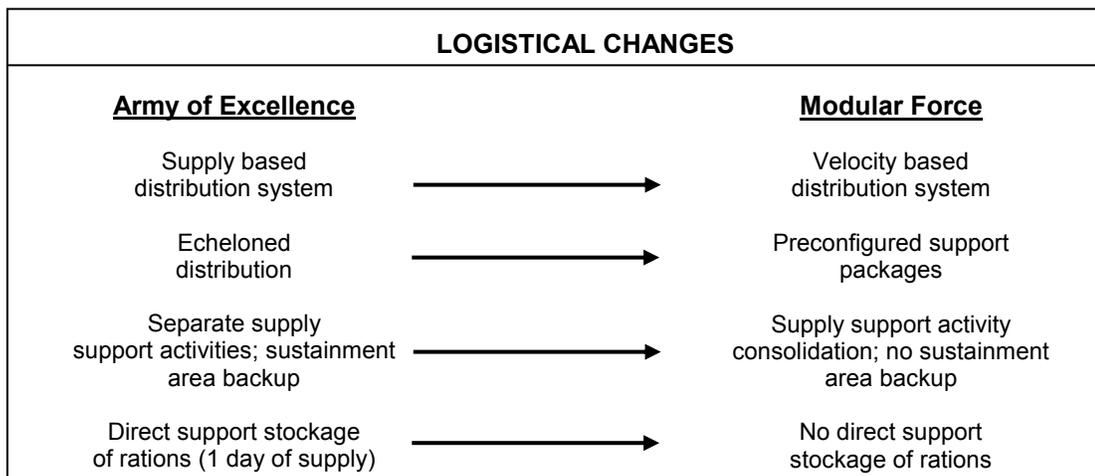 LOGISTICAL CHANGES
Army of Excellence
Modular Force
Supply based
distribution system
Velocity based
distribution system
Echeloned
distribution
Preconfigured support
packages
Separate supply
support activities; sustainment
area backup
Supply support activity
consolidation; no sustainment
area backup
Direct support stockage
of rations (1 day of supply)
No direct support
stockage of rations